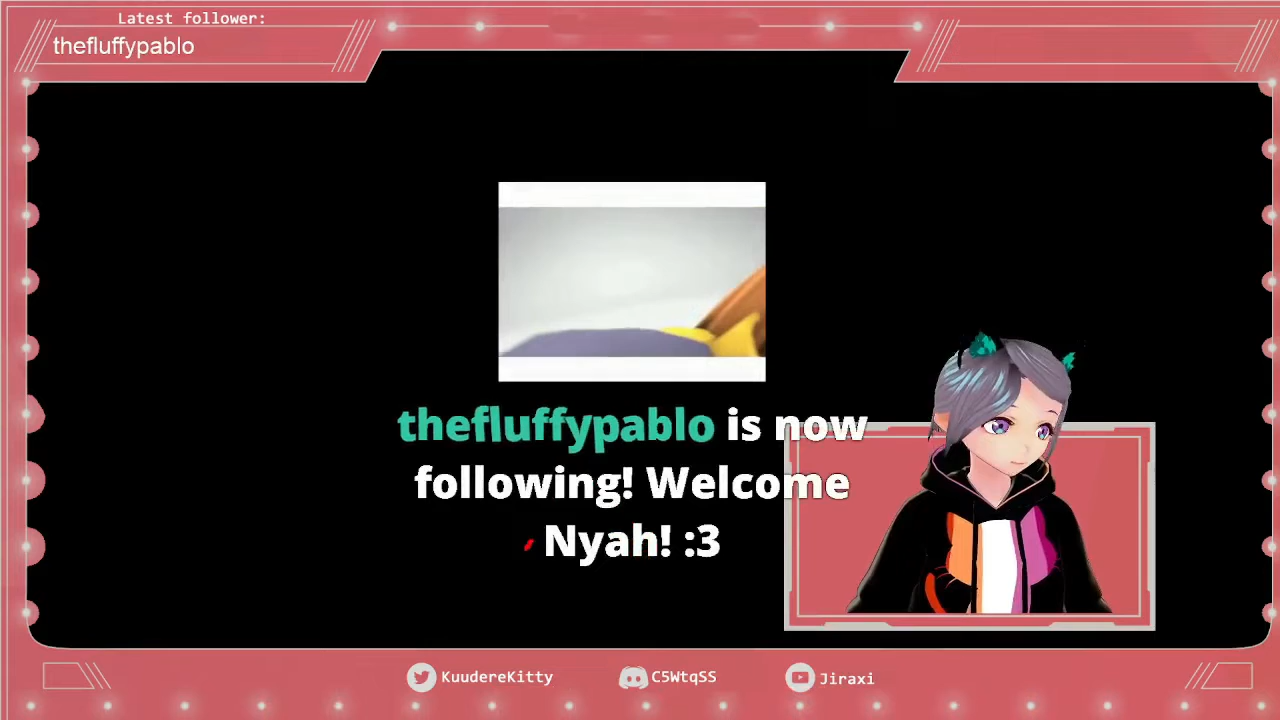 Latest follower:
thefluffypablo
thefluffypablo is now
following! Welcome
Nyah! :3
KuudereKitty
C5WtqSS
Jiraxi